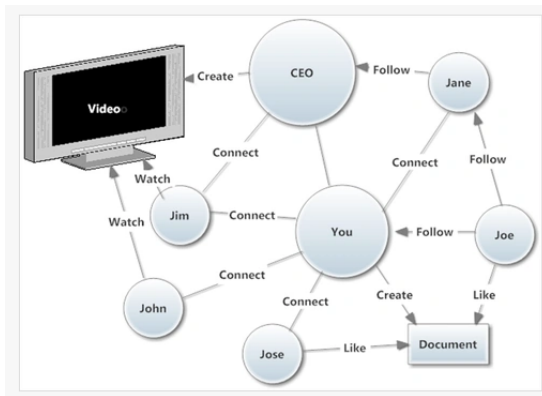 CEO
Create
Follow
Jane
Video
Connect
Connect
Follow
Watch
Jim
Connect
Watch
You
Follow
Joe
Connect
John
Connect
Create
Like
Document
Jose
Like